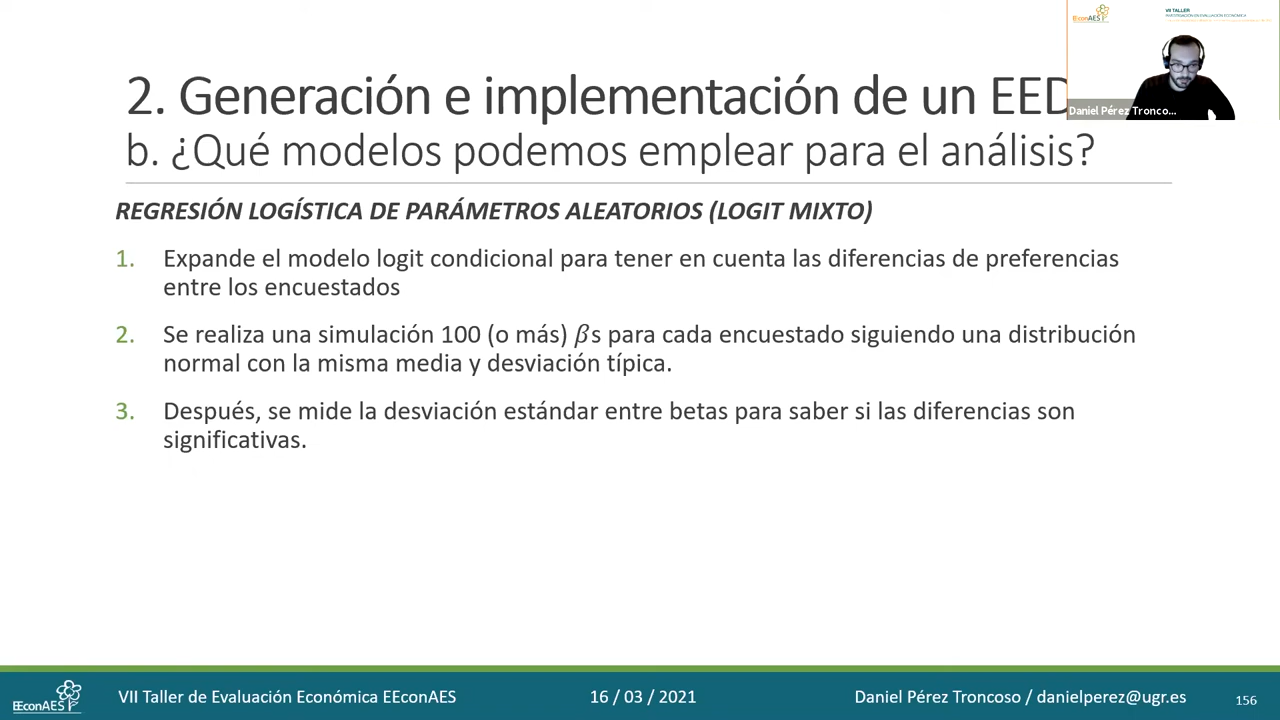 EEconAES
VII TALLER
Daniel Pérez Tronco...
2. Generación e implementación de un EED
b. ¿Qué modelos podemos emplear para el análisis?
REGRESIÓN LOGÍSTICA DE PARÁMETROS ALEATORIOS (LOGIT MIXTO)
1. Expande el modelo logit condicional para tener en cuenta las diferencias de preferencias
entre los encuestados
2. Se realiza una simulación 100 (o más) 𝛽s para cada encuestado siguiendo una distribución
normal con la misma media y desviación típica.
3. Después, se mide la desviación estándar entre betas para saber si las diferencias son
significativas.
EEconAES
VII Taller de Evaluación Económica EEconAES
16 / 03 / 2021
Daniel Pérez Troncoso / danielperez@ugr.es
156